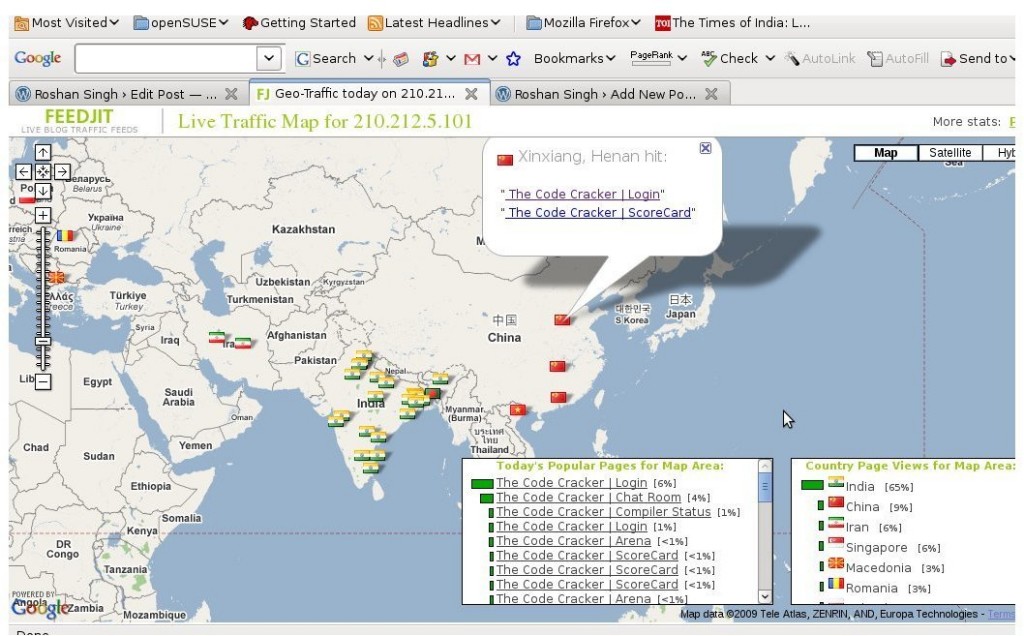 Most Visited openSUSE Getting Started Latest Headlines Mozilla Firefox TOI The Times of India: L...
Google G Search Bookmarks PageRank ABC Check AutoLink AutoFill Send to
Roshan Singh › Edit Post — ... FJ Geo-Traffic today on 210.21... Roshan Singh › Add New Po...
FEEDJIT
LIVE BLOG TRAFFIC FEEDS
Live Traffic Map for 210.212.5.101
More stats: F
Xinxiang, Henan hit:
" The Code Cracker | Login"
" The Code Cracker | ScoreCard"
Map Satellite Hyb
Sea
Беларусь
Belarus
Україна
Ukraine
Romania
Ελλάς
Greece
Türkiye
Turkey
Kazakhstan
Uzbekistan
Kyrgyzstan
Turkmenistan
Syria
Iraq
Iran
Afghanistan
Pakistan
Nepal
India
中国
China
대한민국
S Korea
日本
Japan
Egypt
Saudi
Arabia
Oman
Yemen
Myanmar
(Burma)
ประเทศ
ไทย
Thailand
Chad
Sudan
Ethiopia
Somalia
Kenya
DR
Congo
Tanzania
Angola
Zambia
Mozambique
POWERED BY
Google
Today's Popular Pages for Map Area:
The Code Cracker | Login [6%]
The Code Cracker | Chat Room [4%]
The Code Cracker | Compiler Status [1%]
The Code Cracker | Login [1%]
The Code Cracker | Arena [<1%]
The Code Cracker | ScoreCard [<1%]
The Code Cracker | ScoreCard [<1%]
The Code Cracker | ScoreCard [<1%]
The Code Cracker | Arena [<1%]
Country Page Views for Map Area:
India [65%]
China [9%]
Iran [6%]
Singapore [6%]
Macedonia [3%]
Romania [3%]
Map data ©2009 Tele Atlas, ZENRIN, AND, Europa Technologies - Terms
Done